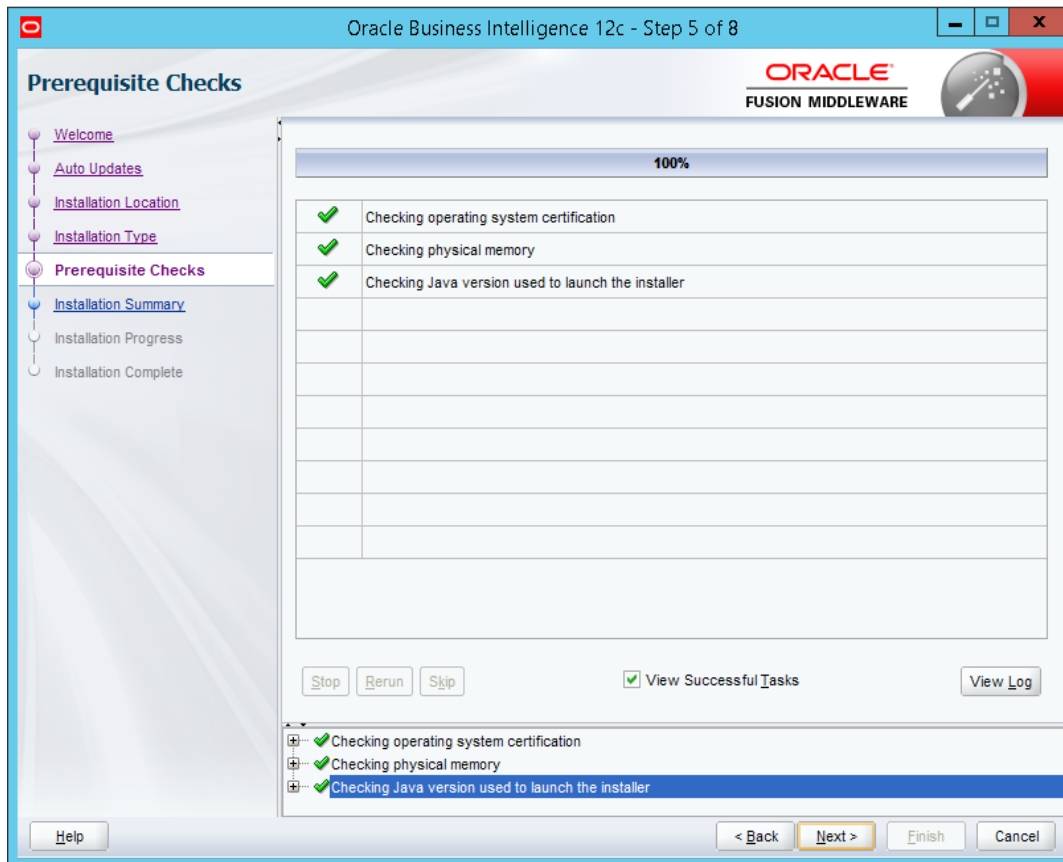 Oracle Business Intelligence 12c - Step 5 of 8
Prerequisite Checks
ORACLE®
FUSION MIDDLEWARE
Welcome
Auto Updates
Installation Location
Installation Type
Prerequisite Checks
Installation Summary
Installation Progress
Installation Complete
100%
Checking operating system certification
Checking physical memory
Checking Java version used to launch the installer
Stop Rerun Skip View Successful Tasks View Log
Checking operating system certification
Checking physical memory
Checking Java version used to launch the installer
Help < Back Next > Finish Cancel